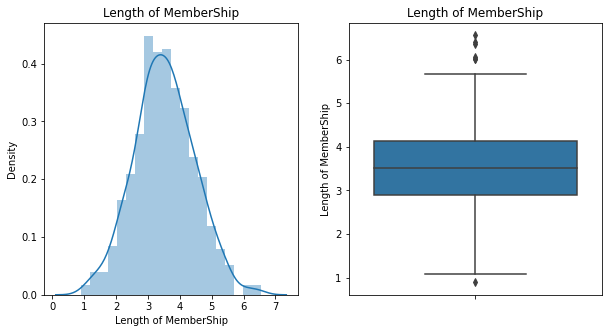 Length of MemberShip
Density
0.4
0.3
0.2
0.1
0.0
0 1 2 3 4 5 6 7
Length of MemberShip
Length of MemberShip
Length of MemberShip
6
5
4
3
2
1